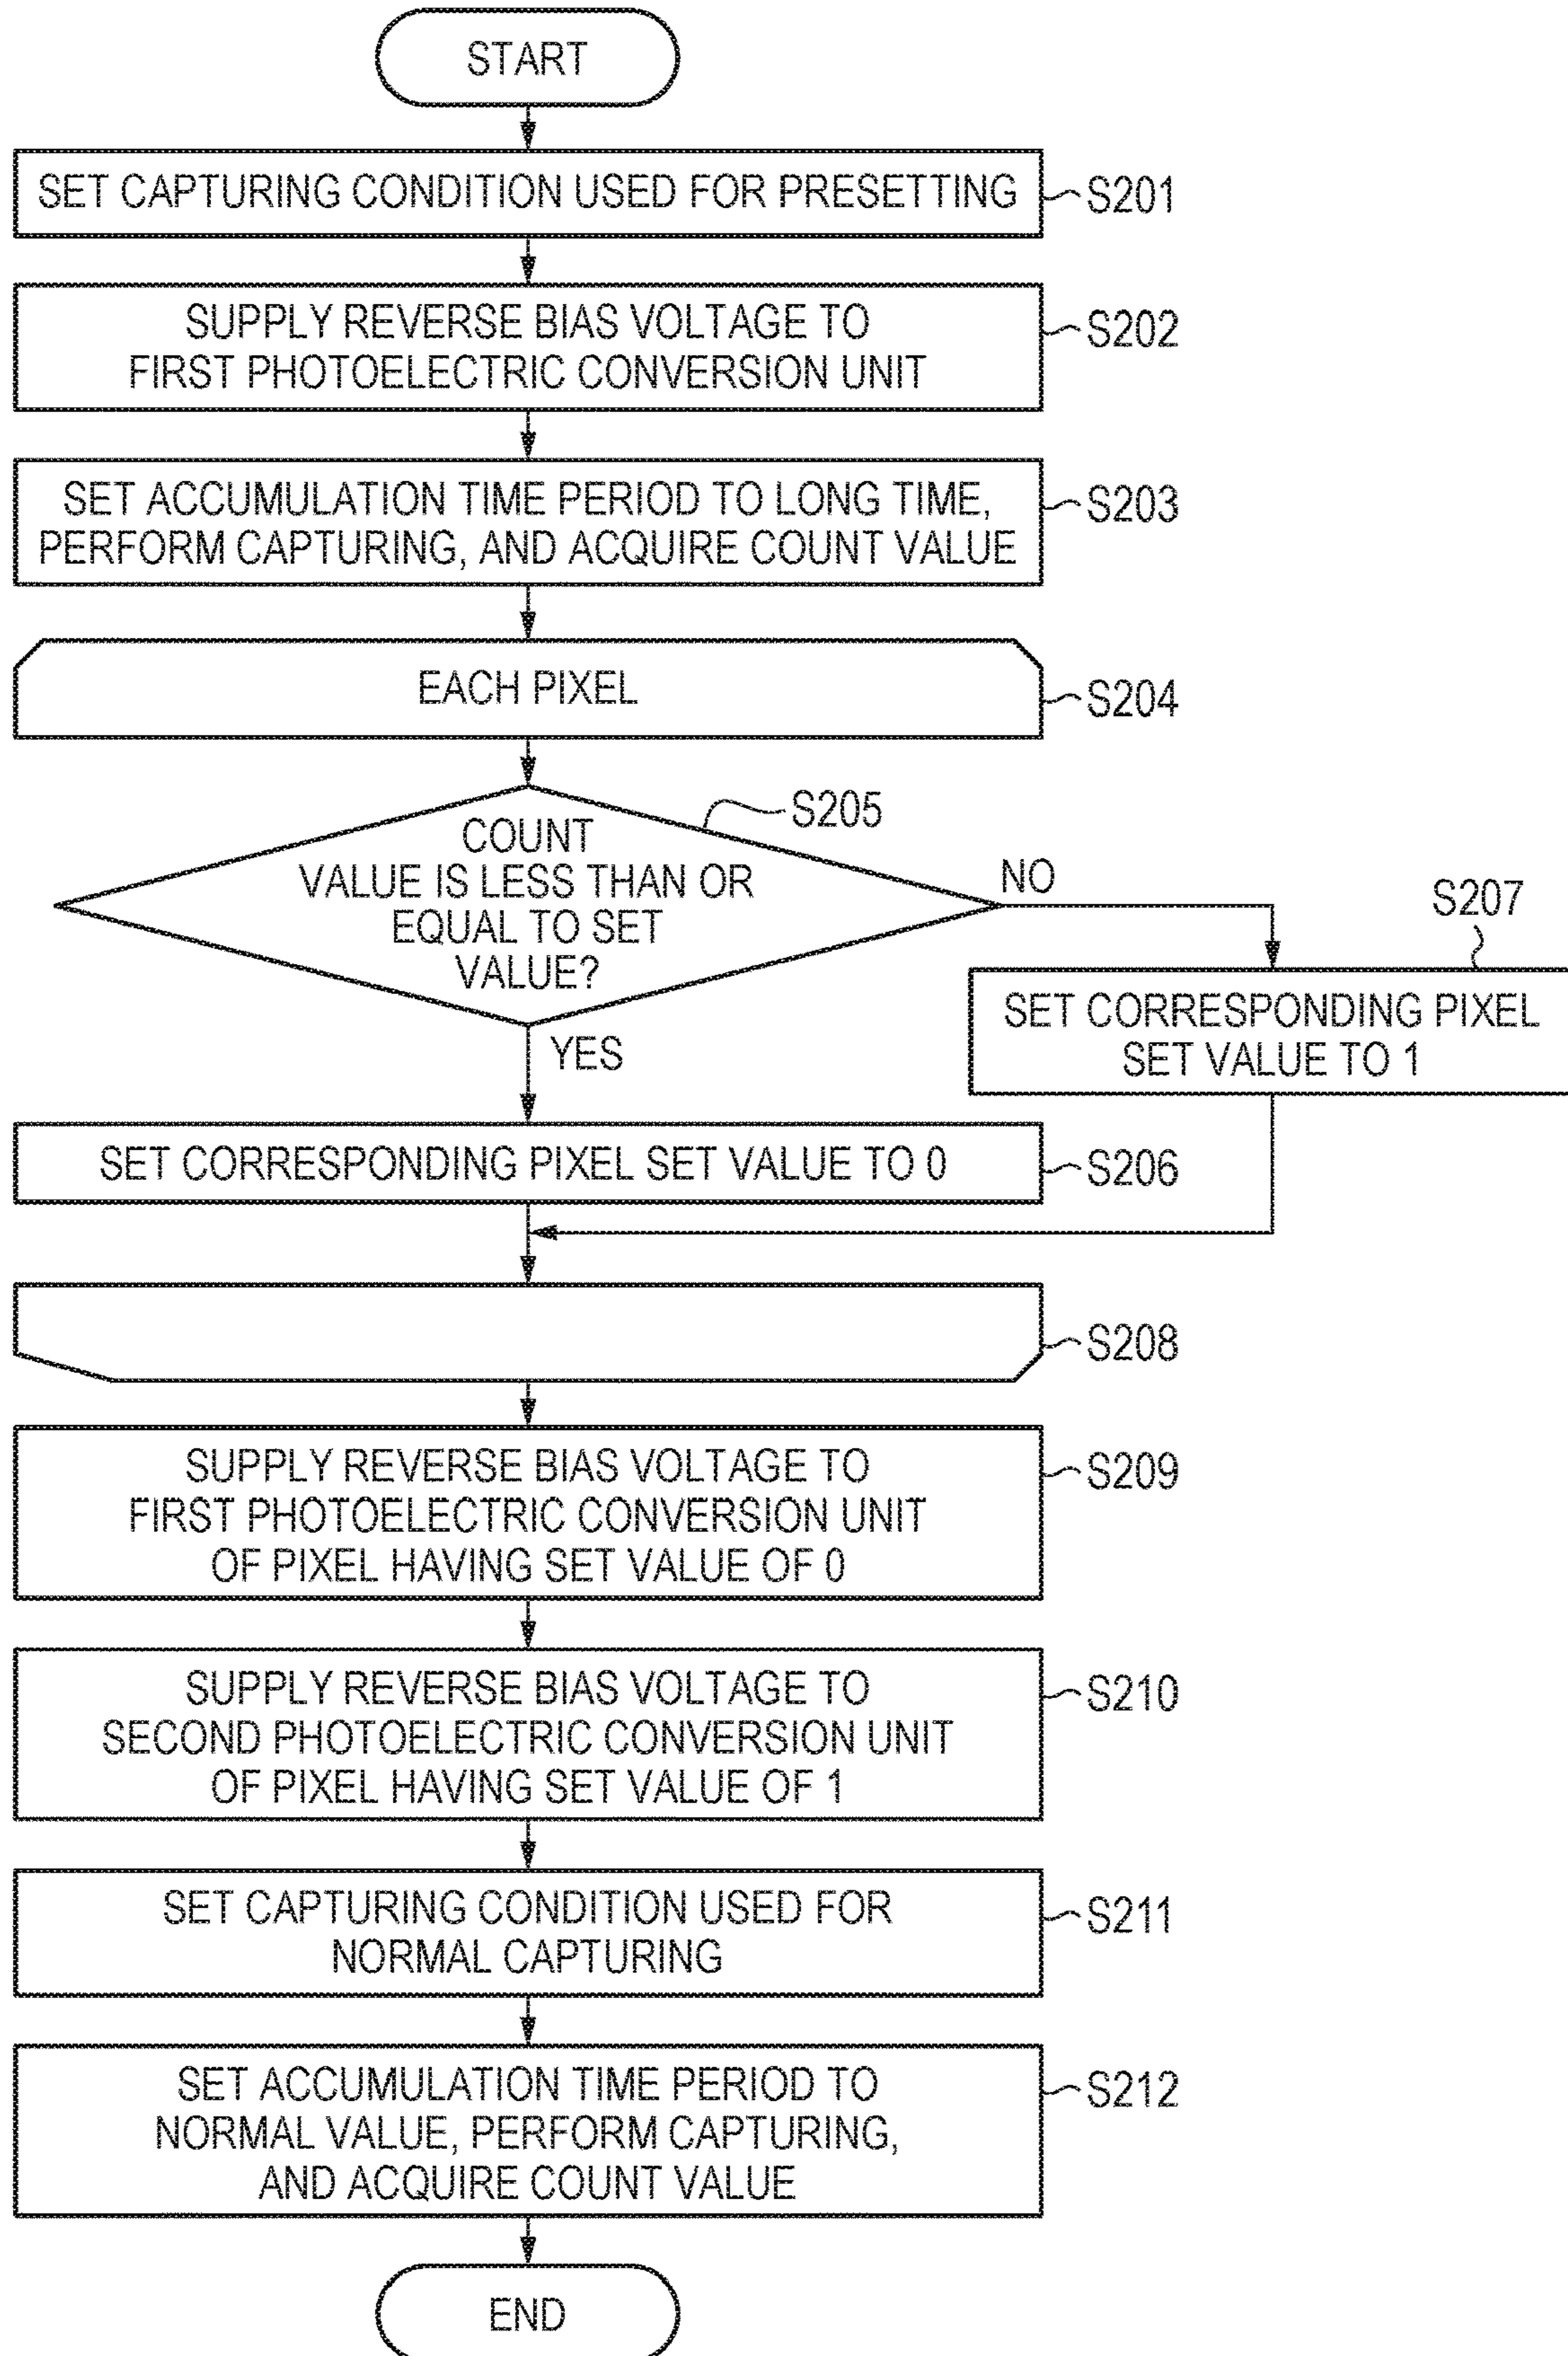 START
SET CAPTURING CONDITION USED FOR PRESETTING
S201
SUPPLY REVERSE BIAS VOLTAGE TO
FIRST PHOTOELECTRIC CONVERSION UNIT
S202
SET ACCUMULATION TIME PERIOD TO LONG TIME,
PERFORM CAPTURING, AND ACQUIRE COUNT VALUE
S203
EACH PIXEL
S204
S205
COUNT
VALUE IS LESS THAN OR
EQUAL TO SET
VALUE?
NO
YES
S207
SET CORRESPONDING PIXEL
SET VALUE TO 1
SET CORRESPONDING PIXEL SET VALUE TO 0
S206
S208
SUPPLY REVERSE BIAS VOLTAGE TO
FIRST PHOTOELECTRIC CONVERSION UNIT
OF PIXEL HAVING SET VALUE OF 0
S209
SUPPLY REVERSE BIAS VOLTAGE TO
SECOND PHOTOELECTRIC CONVERSION UNIT
OF PIXEL HAVING SET VALUE OF 1
S210
SET CAPTURING CONDITION USED FOR
NORMAL CAPTURING
S211
SET ACCUMULATION TIME PERIOD TO
NORMAL VALUE, PERFORM CAPTURING,
AND ACQUIRE COUNT VALUE
S212
END